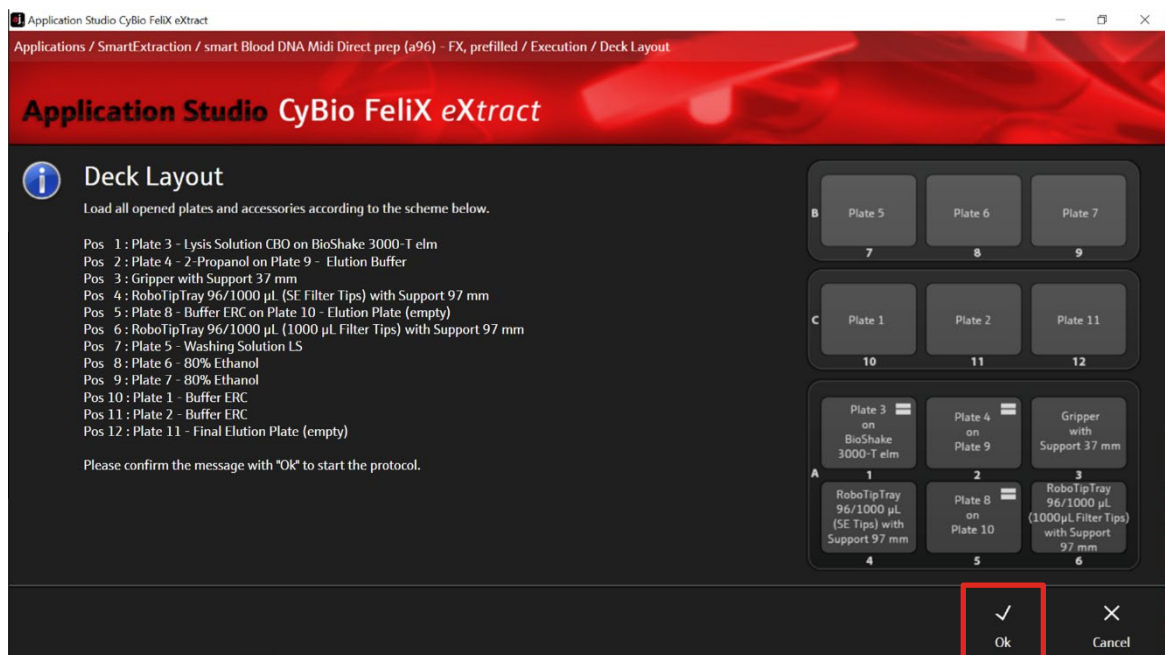 Application Studio CyBio FeliX eXtract
Applications / SmartExtraction / smart Blood DNA Midi Direct prep (a96) - FX, prefilled / Execution / Deck Layout
Application Studio CyBio FeliX eXtract
Deck Layout
Load all opened plates and accessories according to the scheme below.
Pos 1 : Plate 3 - Lysis Solution CBO on BioShake 3000-T elm
Pos 2 : Plate 4 - 2-Propanol on Plate 9 - Elution Buffer
Pos 3 : Gripper with Support 37 mm
Pos 4 : RoboTipTray 96/1000 µL (SE Filter Tips) with Support 97 mm
Pos 5 : Plate 8 - Buffer ERC on Plate 10 - Elution Plate (empty)
Pos 6 : RoboTipTray 96/1000 µL (1000 µL Filter Tips) with Support 97 mm
Pos 7 : Plate 5 - Washing Solution LS
Pos 8 : Plate 6 - 80% Ethanol
Pos 9 : Plate 7 - 80% Ethanol
Pos 10 : Plate 1 - Buffer ERC
Pos 11 : Plate 2 - Buffer ERC
Pos 12 : Plate 11 - Final Elution Plate (empty)
Please confirm the message with "Ok" to start the protocol.
B
Plate 5
7
Plate 6
8
Plate 7
9
C
Plate 1
10
Plate 2
11
Plate 11
12
A
Plate 3
on
BioShake
3000-T elm
1
Plate 4
on
Plate 9
2
Gripper
with
Support 37 mm
3
RoboTipTray
96/1000 µL
(SE Tips) with
Support 97 mm
4
Plate 8
on
Plate 10
5
RoboTipTray
96/1000 µL
(1000µL Filter Tips)
with Support
97 mm
6
Ok
Cancel